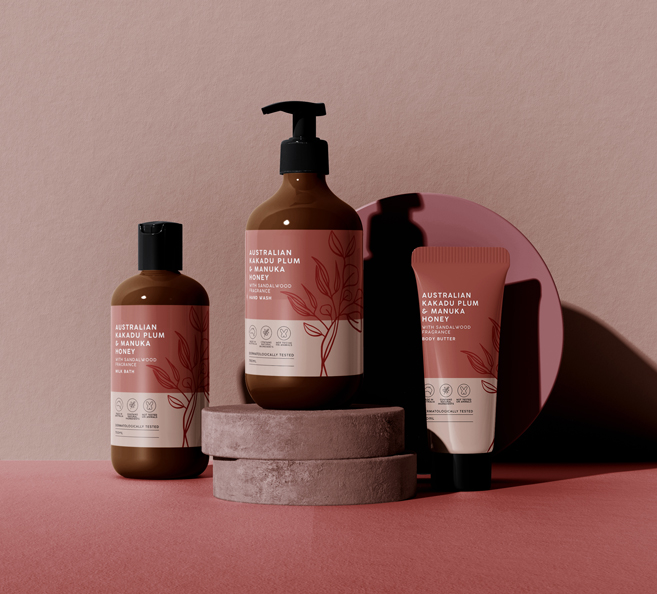 AUSTRALIAN
KAKADU PLUM
& MANUKA
HONEY
WITH SANDALWOOD
FRAGRANCE
MILK BATH
DERMATOLOGICALLY TESTED
AUSTRALIAN
KAKADU PLUM
& MANUKA
HONEY
WITH SANDALWOOD
FRAGRANCE
HAND WASH
DERMATOLOGICALLY TESTED
AUSTRALIAN
KAKADU PLUM
& MANUKA
HONEY
WITH SANDALWOOD
FRAGRANCE
BODY BUTTER
DERMATOLOGICALLY TESTED